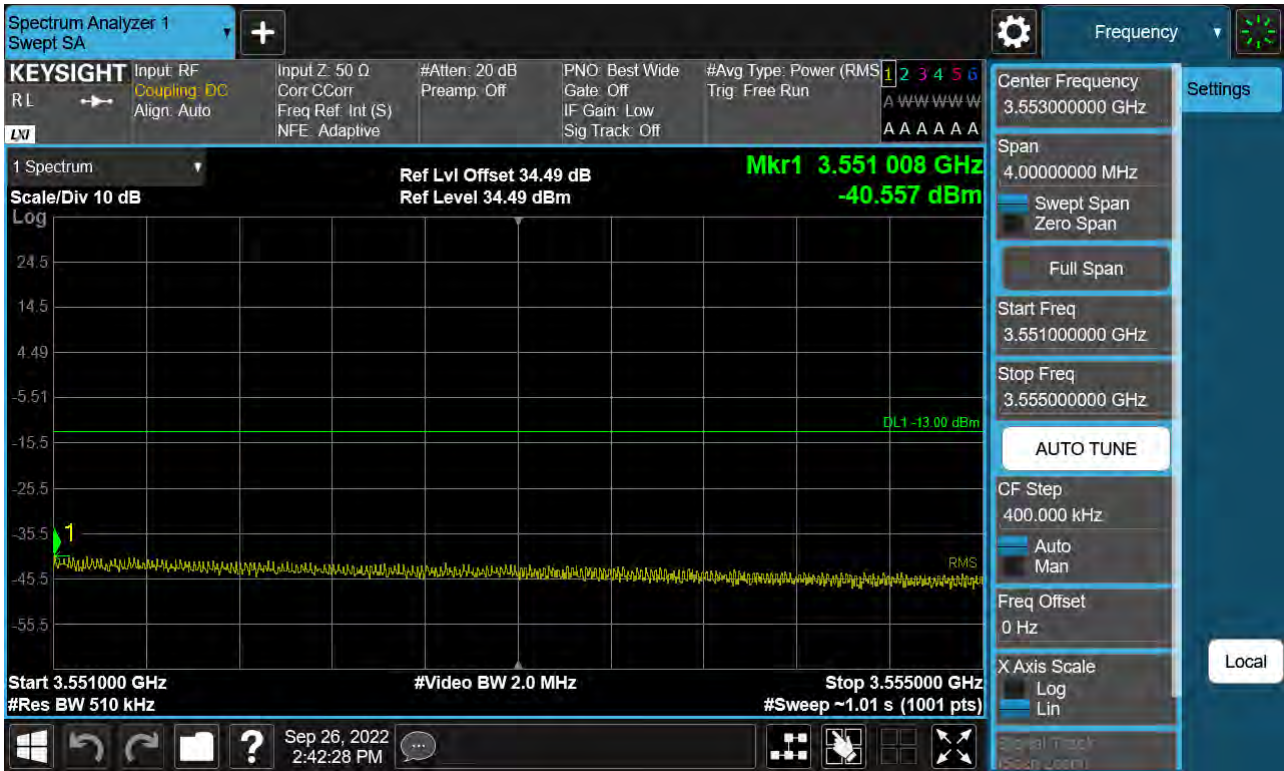 Spectrum Analyzer 1
Swept SA
+
Frequency
KEYSIGHT
RL
LXI
Input: RF
Coupling: DC
Align: Auto
Input Z: 50 Ω
Corr CCorr
Freq Ref: Int (S)
NFE: Adaptive
#Atten: 20 dB
Preamp: Off
PNO: Best Wide
Gate: Off
IF Gain: Low
Sig Track: Off
#Avg Type: Power (RMS
Trig: Free Run
1 2 3 4 5 6
A W W W W W
A A A A A A
1 Spectrum
Scale/Div 10 dB
Log
Ref Lvl Offset 34.49 dB
Ref Level 34.49 dBm
Mkr1 3.551 008 GHz
-40.557 dBm
24.5
14.5
4.49
-5.51
DL1 -13.00 dBm
-15.5
-25.5
-35.5
1
RMS
-45.5
-55.5
Start 3.551000 GHz
#Res BW 510 kHz
#Video BW 2.0 MHz
Stop 3.555000 GHz
#Sweep ~1.01 s (1001 pts)
Center Frequency
3.553000000 GHz
Settings
Span
4.00000000 MHz
Swept Span
Zero Span
Full Span
Start Freq
3.551000000 GHz
Stop Freq
3.555000000 GHz
AUTO TUNE
CF Step
400.000 kHz
Auto
Man
Freq Offset
0 Hz
X Axis Scale
Log
Lin
Local
Signal Track
(Span Zoom)
?
Sep 26, 2022
2:42:28 PM